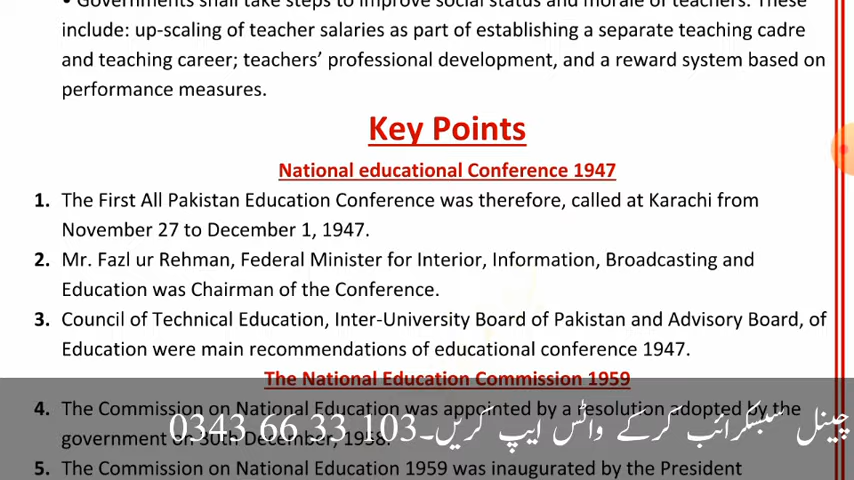 • Governments shall take steps to improve social status and morale of teachers. These
include: up-scaling of teacher salaries as part of establishing a separate teaching cadre
and teaching career; teachers’ professional development, and a reward system based on
performance measures.
Key Points
National educational Conference 1947
1. The First All Pakistan Education Conference was therefore, called at Karachi from
November 27 to December 1, 1947.
2. Mr. Fazl ur Rehman, Federal Minister for Interior, Information, Broadcasting and
Education was Chairman of the Conference.
3. Council of Technical Education, Inter-University Board of Pakistan and Advisory Board, of
Education were main recommendations of educational conference 1947.
The National Education Commission 1959
4. The Commission on National Education was appointed by a resolution adopted by the
چینل سبسکرائب کرکے واٹس ایپ کریں۔0343 66 33 103
government on 30th December, 1958.
5. The Commission on National Education 1959 was inaugurated by the President